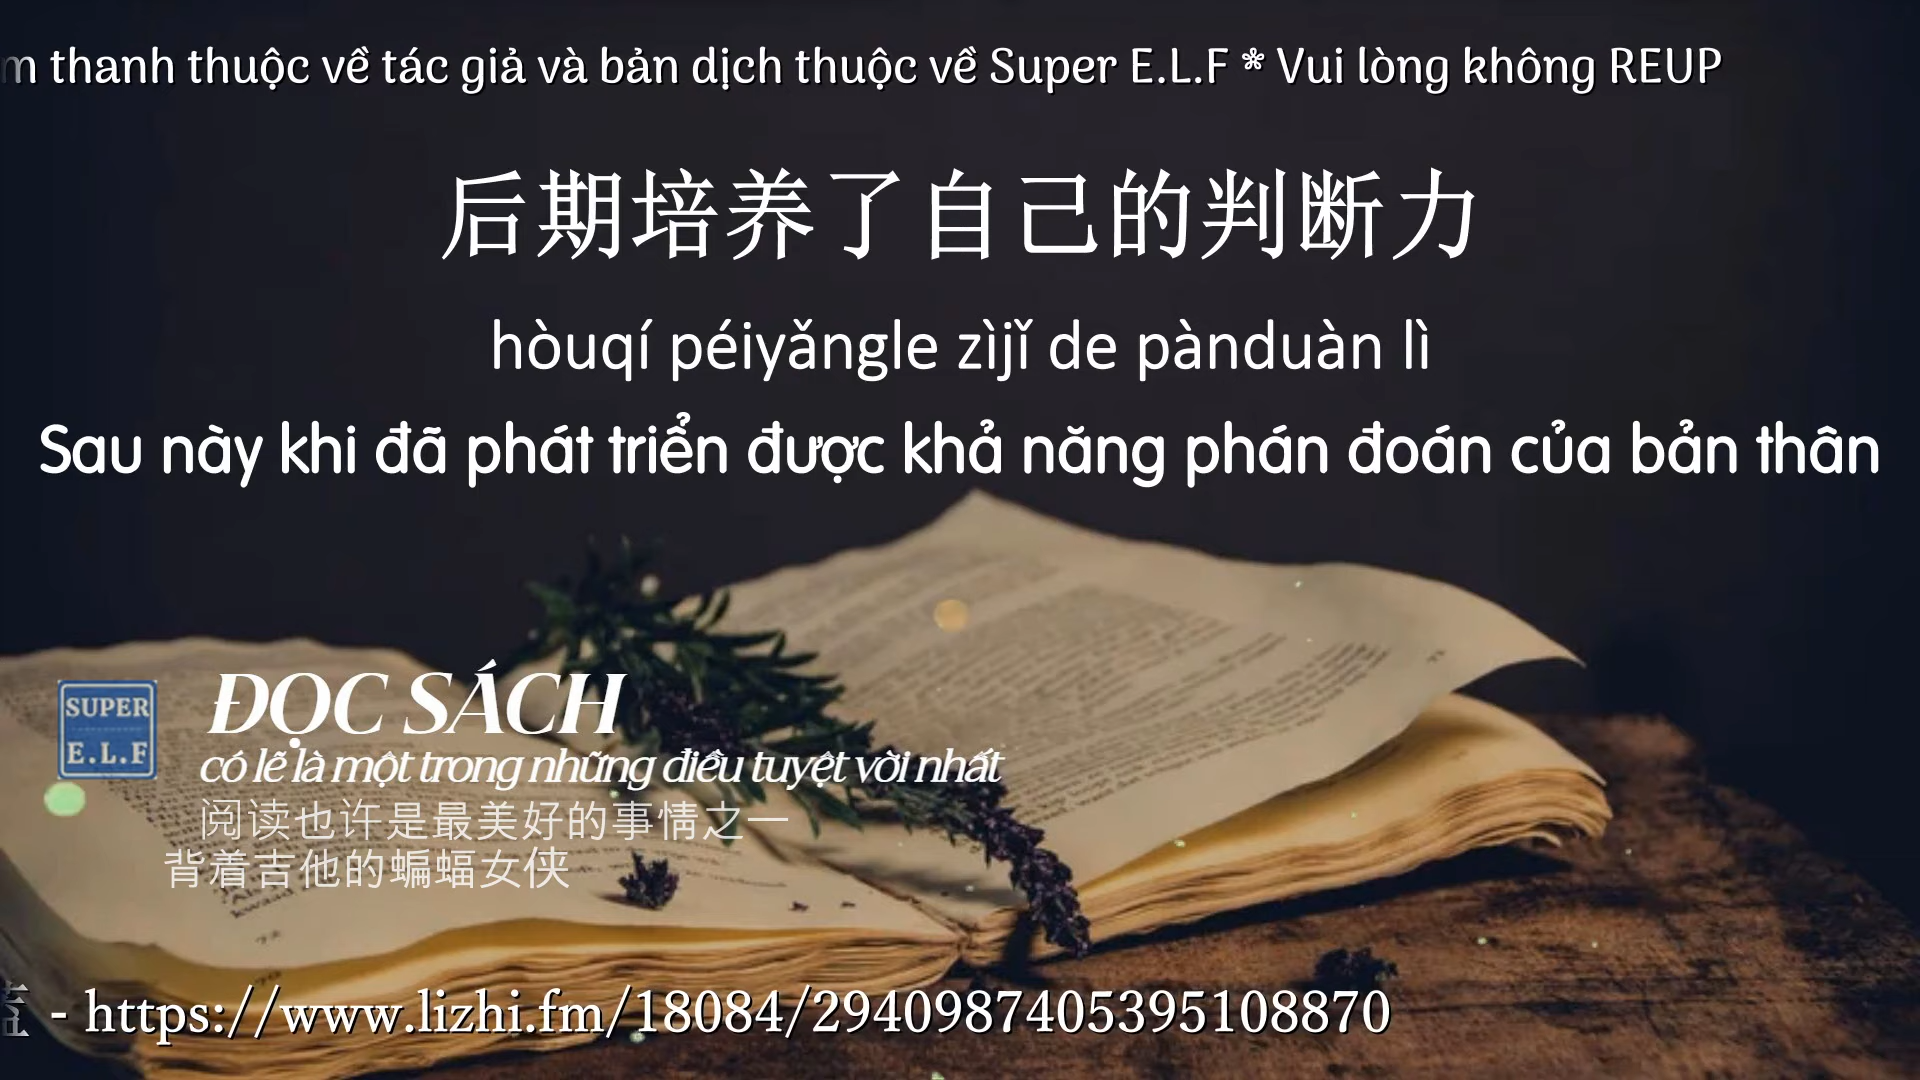 thanh thuộc về tác giả và bản dịch thuộc về Super E.L.F * Vui lòng không REUP
后期培养了自己的判断力
hòuqí péiyǎngle zìjǐ de pànduàn lì
Sau này khi đã phát triển được khả năng phán đoán của bản thân
SUPER
E.L.F
ĐỌC SÁCH
có lẽ là một trong những điều tuyệt vời nhất
阅读也许是最美好的事情之一
背着吉他的蝙蝠女侠
- https://www.lizhi.fm/18084/2940987405395108870